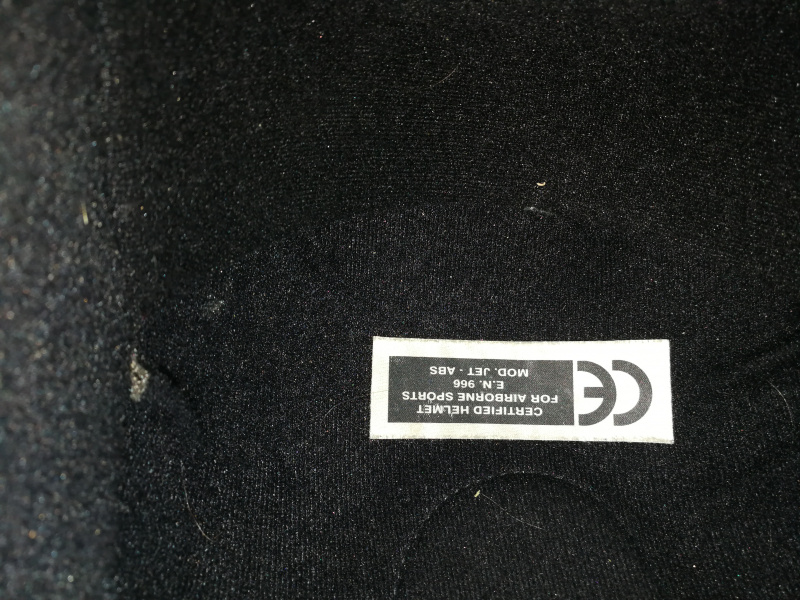 CE
CERTIFIED HELMET
FOR AIRBORNE SPORTS
E.N. 966
MOD. JET - ABS